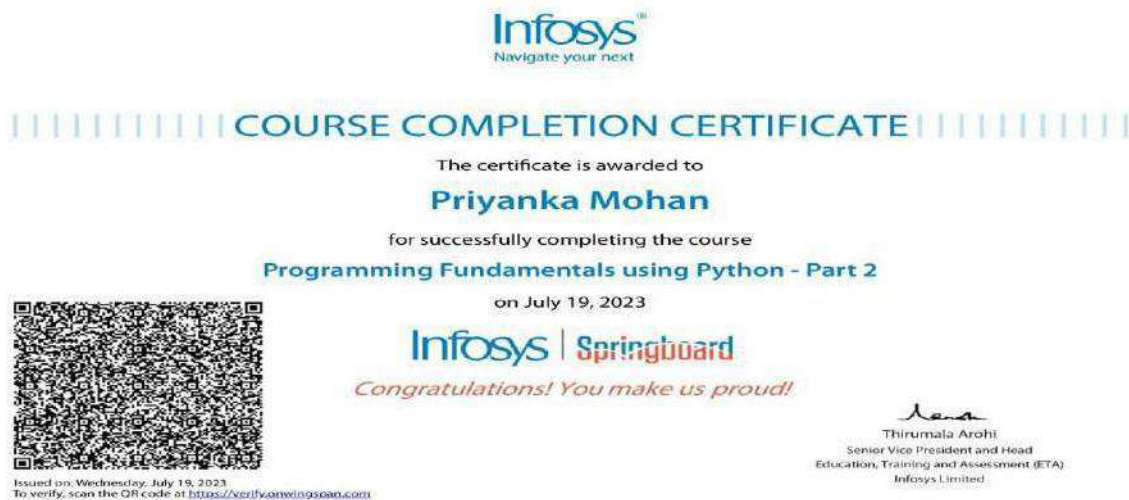 Infosys®
Navigate your next
COURSE COMPLETION CERTIFICATE
The certificate is awarded to
Priyanka Mohan
for successfully completing the course
Programming Fundamentals using Python - Part 2
on July 19, 2023
Infosys | Springboard
Congratulations! You make us proud!
Thirumala Arohi
Senior Vice President and Head
Education, Training and Assessment (ETA)
Infosys Limited
Issued on: Wednesday, July 19, 2023
To verify, scan the QR code at https://verify.onwingspan.com